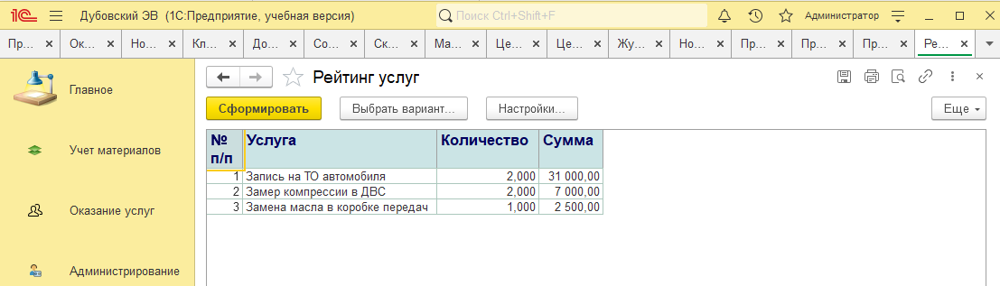 1С Дубовский ЭВ (1С:Предприятие, учебная версия) Поиск Ctrl+Shift+F Администратор
Пр... Ок... Но... Кл... До... Со... Ск... Ма... Це... Це... Жу... Но... Пр... Пр... Пр... Ре...
Главное
Учет материалов
Оказание услуг
Администрирование
Рейтинг услуг
Сформировать Выбрать вариант... Настройки... Еще
№ п/п Услуга Количество Сумма
1 Запись на ТО автомобиля 2,000 31 000,00
2 Замер компрессии в ДВС 2,000 7 000,00
3 Замена масла в коробке передач 1,000 2 500,00